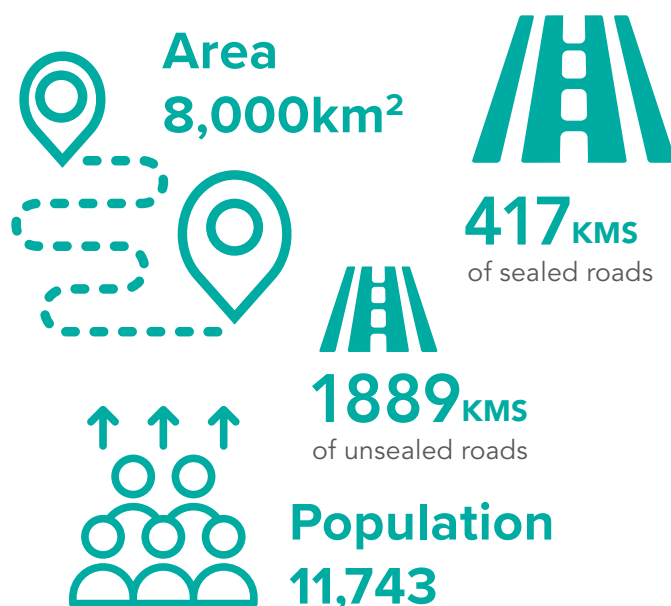 Area
8,000km²
417KMS
of sealed roads
1889KMS
of unsealed roads
Population
11,743